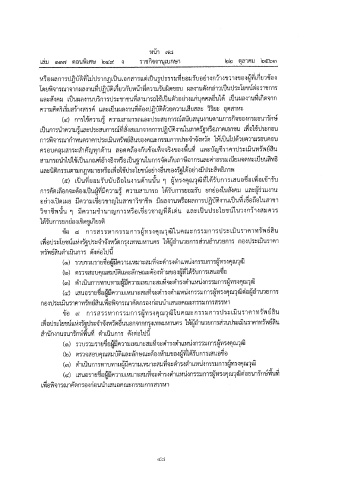 หน้า ๗๘
เล่ม ๑๓๗ ตอนพิเศษ ๒๔๙ ง ราชกิจจานุเบกษา ๒๒ ตุลาคม ๒๕๖๓
หรือผลการปฏิบัติที่ไม่ปรากฏเป็นเอกสารแต่เป็นรูปธรรมที่ยอมรับอย่างกว้างขวางของผู้ที่เกี่ยวข้อง
โดยพิจารณาจากผลงานที่ปฏิบัติเกี่ยวกับหน้าที่ความรับผิดชอบ ผลงานดังกล่าวเป็นประโยชน์ต่อราชการ
และสังคม เป็นผลงานบริการประชาชนที่สามารถใช้เป็นตัวอย่างแก่บุคคลอื่นได้ เป็นผลงานที่เกิดจาก
ความคิดริเริ่มสร้างสรรค์ และเป็นผลงานที่ต้องปฏิบัติด้วยความเสียสละ วิริยะ อุตสาหะ
(๔) การใช้ความรู้ ความสามารถและประสบการณ์สนับสนุนงานตามภารกิจของกรมธนารักษ์
เป็นการนำความรู้และประสบการณ์ที่สั่งสมมาจากการปฏิบัติงานในภาครัฐหรือภาคเอกชน เพื่อใช้ประกอบ
การพิจารณากำหนดราคาประเมินทรัพย์สินของคณะกรรมการประจำจังหวัด ให้เป็นไปด้วยความรอบคอบ
ครอบคลุมสาระสำคัญทุกด้าน สอดคล้องกับข้อเท็จจริงของพื้นที่ และบัญชีราคาประเมินทรัพย์สิน
สามารถนำไปใช้เป็นเกณฑ์อ้างอิงหรือเป็นฐานในการจัดเก็บภาษีอากรและค่าธรรมเนียมจดทะเบียนสิทธิ
และนิติกรรมตามกฎหมายหรือเพื่อใช้ประโยชน์อย่างอื่นของรัฐได้อย่างมีประสิทธิภาพ
(๕) เป็นที่ยอมรับนับถือในงานด้านนั้น ๆ ผู้ทรงคุณวุฒิที่ได้รับการเสนอชื่อเพื่อเข้ารับ
การคัดเลือกจะต้องเป็นผู้ที่มีความรู้ ความสามารถ ได้รับการยอมรับ ยกย่องในสังคม และผู้ร่วมงาน
อย่างเปิดเผย มีความเชี่ยวชาญในสาขาวิชาชีพ มีผลงานหรือผลการปฏิบัติงานเป็นที่เชื่อถือในสาขา
วิชาชีพนั้น ๆ มีความชำนาญการหรือเชี่ยวชาญที่ดีเด่น และเป็นประโยชน์ในวงกว้างสมควร
ได้รับการยกย่องเชิดชูเกียรติ
ข้อ ๘ การสรรหากรรมการผู้ทรงคุณวุฒิในคณะกรรมการประเมินราคาทรัพย์สิน
เพื่อประโยชน์แห่งรัฐประจำจังหวัดกรุงเทพมหานคร ให้ผู้อำนวยการส่วนอำนวยการ กองประเมินราคา
ทรัพย์สินดำเนินการ ดังต่อไปนี้
(๑) รวบรวมรายชื่อผู้มีความเหมาะสมที่จะดำรงตำแหน่งกรรมการผู้ทรงคุณวุฒิ
(๒) ตรวจสอบคุณสมบัติและลักษณะต้องห้ามของผู้ได้รับการเสนอชื่อ
(๓) ดำเนินการทาบทามผู้มีความเหมาะสมที่จะดำรงตำแหน่งกรรมการผู้ทรงคุณวุฒิ
(๔) เสนอรายชื่อผู้มีความเหมาะสมที่จะดำรงตำแหน่งกรรมการผู้ทรงคุณวุฒิต่อผู้อำนวยการ
กองประเมินราคาทรัพย์สินเพื่อพิจารณาคัดกรองก่อนนำเสนอคณะกรรมการสรรหา
ข้อ ๙ การสรรหากรรมการผู้ทรงคุณวุฒิในคณะกรรมการประเมินราคาทรัพย์สิน
เพื่อประโยชน์แห่งรัฐประจำจังหวัดอื่นนอกจากกรุงเทพมหานคร ให้ผู้อำนวยการส่วนประเมินราคาทรัพย์สิน
สำนักงานธนารักษ์พื้นที่ ดำเนินการ ดังต่อไปนี้
(๑) รวบรวมรายชื่อผู้มีความเหมาะสมที่จะดำรงตำแหน่งกรรมการผู้ทรงคุณวุฒิ
(๒) ตรวจสอบคุณสมบัติและลักษณะต้องห้ามของผู้ที่ได้รับการเสนอชื่อ
(๓) ดำเนินการทาบทามผู้มีความเหมาะสมที่จะดำรงตำแหน่งกรรมการผู้ทรงคุณวุฒิ
(๔) เสนอรายชื่อผู้มีความเหมาะสมที่จะดำรงตำแหน่งกรรมการผู้ทรงคุณวุฒิต่อธนารักษ์พื้นที่
เพื่อพิจารณาคัดกรองก่อนนำเสนอคณะกรรมการสรรหา